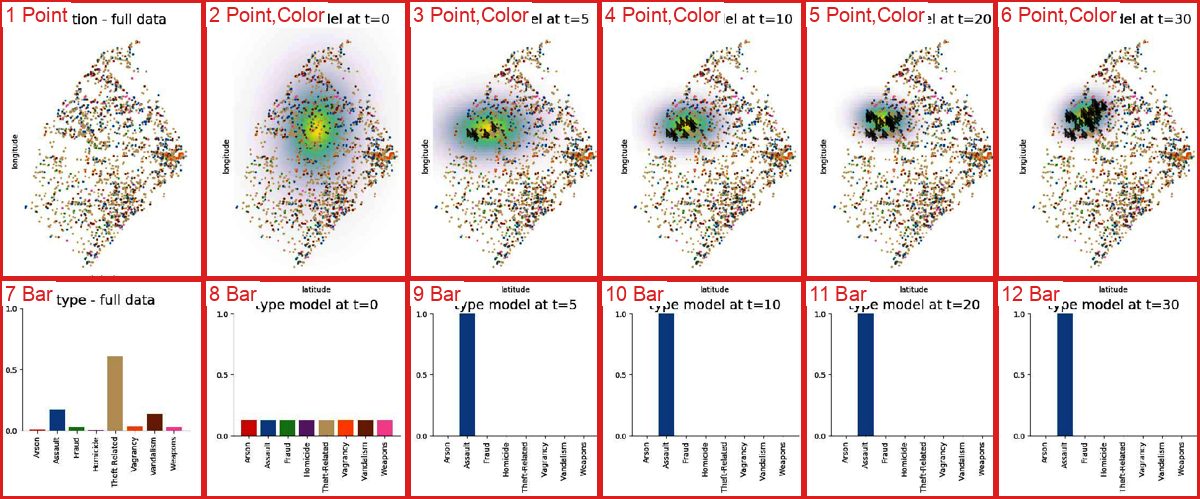 1 Point tion - full data
2 Point,Color el at t=0
3 Point,Color el at t=5
4 Point,Color el at t=10
5 Point,Color el at t=20
6 Point,Color el at t=30
longitude
longitude
longitude
longitude
longitude
longitude
7 Bar
type - full data
1.0
0.5
0.0
Arson
Assault
Fraud
Homicide
Theft-Related
Vagrancy
Vandalism
Weapons
8 Bar
latitude
type model at t=0
1.0
0.5
0.0
Arson
Assault
Fraud
Homicide
Theft-Related
Vagrancy
Vandalism
Weapons
9 Bar
latitude
type model at t=5
1.0
0.5
0.0
Arson
Assault
Fraud
Homicide
Theft-Related
Vagrancy
Vandalism
Weapons
10 Bar
latitude
type model at t=10
1.0
0.5
0.0
Arson
Assault
Fraud
Homicide
Theft-Related
Vagrancy
Vandalism
Weapons
11 Bar
latitude
type model at t=20
1.0
0.5
0.0
Arson
Assault
Fraud
Homicide
Theft-Related
Vagrancy
Vandalism
Weapons
12 Bar
latitude
type model at t=30
1.0
0.5
0.0
Arson
Assault
Fraud
Homicide
Theft-Related
Vagrancy
Vandalism
Weapons